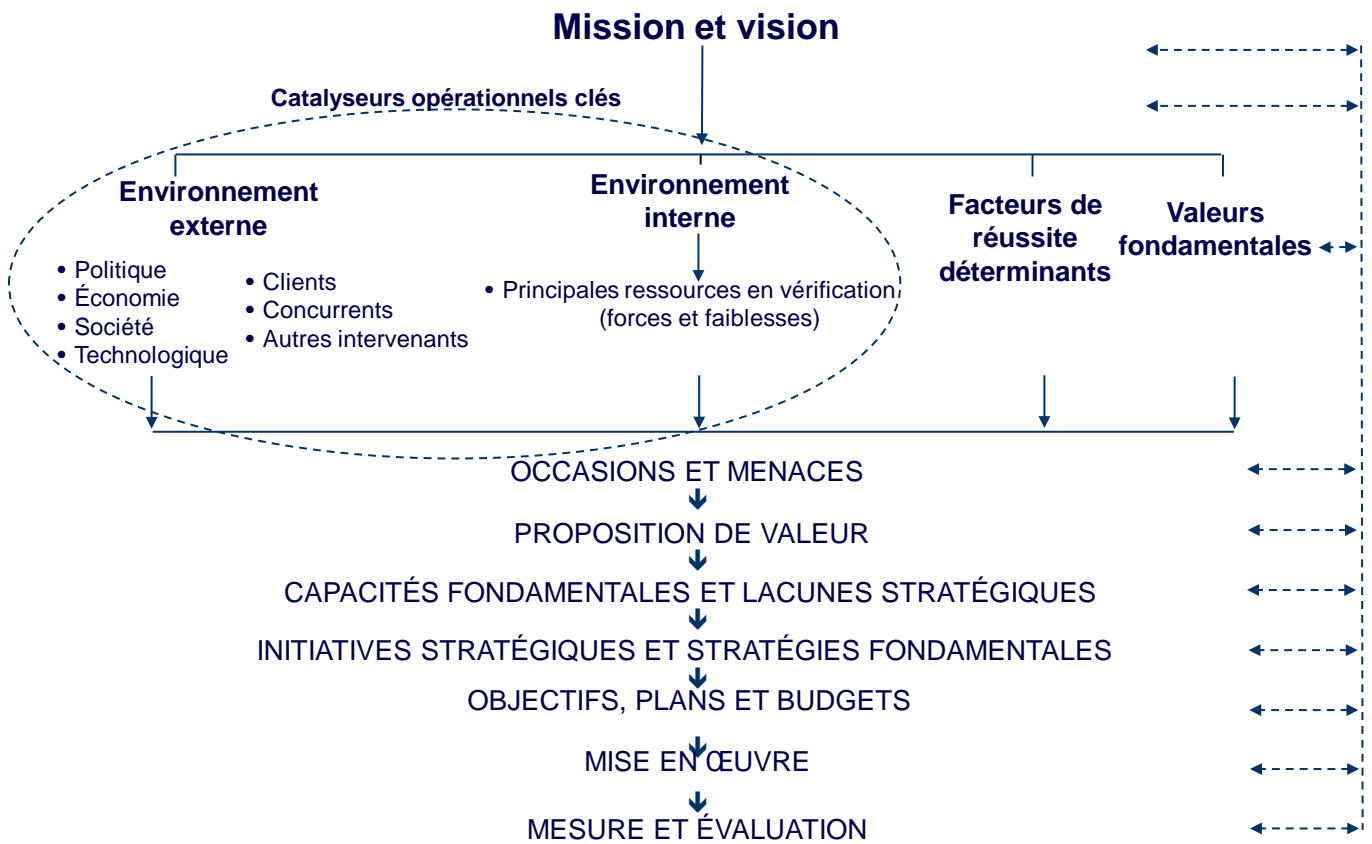 Mission et vision
Catalyseurs opérationnels clés
Environnement
externe
• Politique
• Économie
• Société
• Technologique
• Clients
• Concurrents
• Autres intervenants
Environnement
interne
• Principales ressources en vérification
(forces et faiblesses)
Facteurs de
réussite
déterminants
Valeurs
fondamentales
OCCASIONS ET MENACES
PROPOSITION DE VALEUR
CAPACITÉS FONDAMENTALES ET LACUNES STRATÉGIQUES
INITIATIVES STRATÉGIQUES ET STRATÉGIES FONDAMENTALES
OBJECTIFS, PLANS ET BUDGETS
MISE EN ŒUVRE
MESURE ET ÉVALUATION